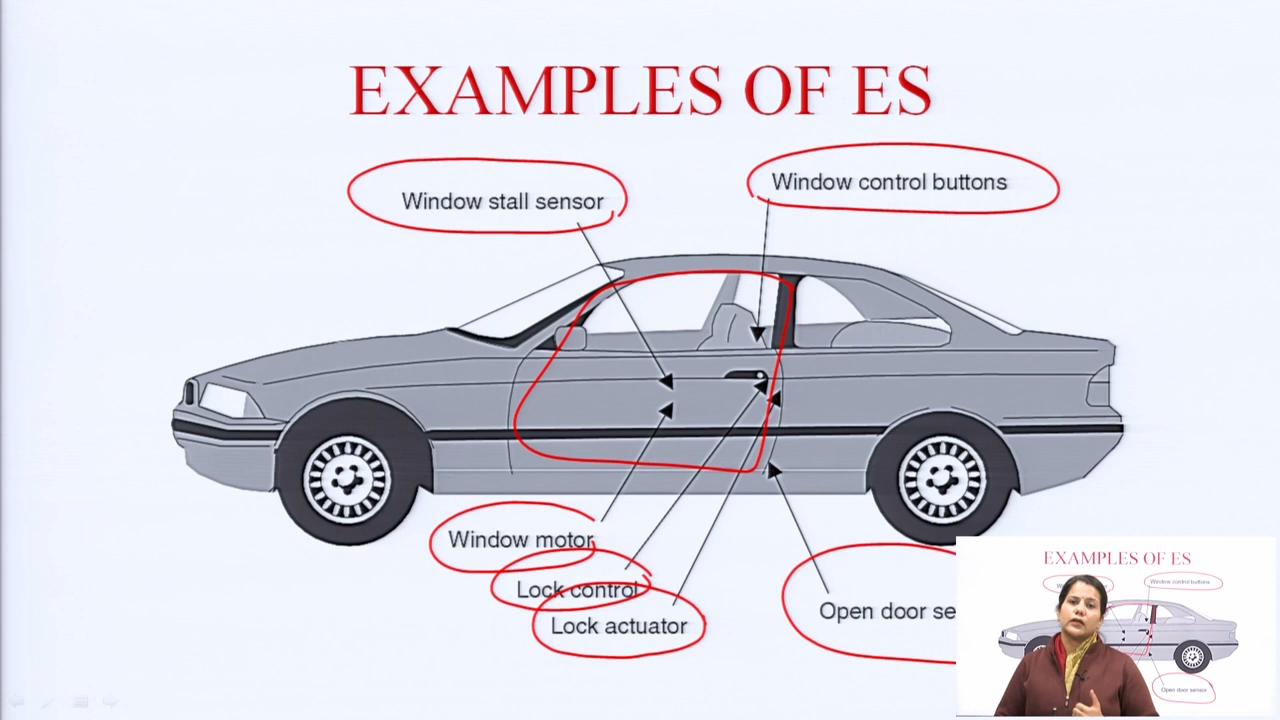 EXAMPLES OF ES
Window stall sensor
Window control buttons
Window motor
Lock control
Lock actuator
Open door se
EXAMPLES OF ES
Window control buttons
Open door sensor